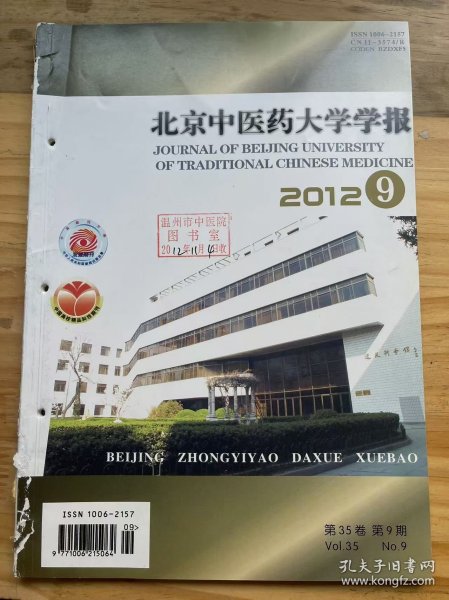 ISSN 1006-2157
CN 11-3574/R
CODEN BZDXE5
北京中医药大学学报
JOURNAL OF BEIJING UNIVERSITY
OF TRADITIONAL CHINESE MEDICINE
2012 9
温州市中医院
图书室
2012年11月4日收
BEIJING ZHONGYIYAO DAXUE XUEBAO
ISSN 1006-2157
09>
9 771006 215064
第35卷 第9期
Vol.35 No.9
孔夫子旧书网
www.kongfz.com